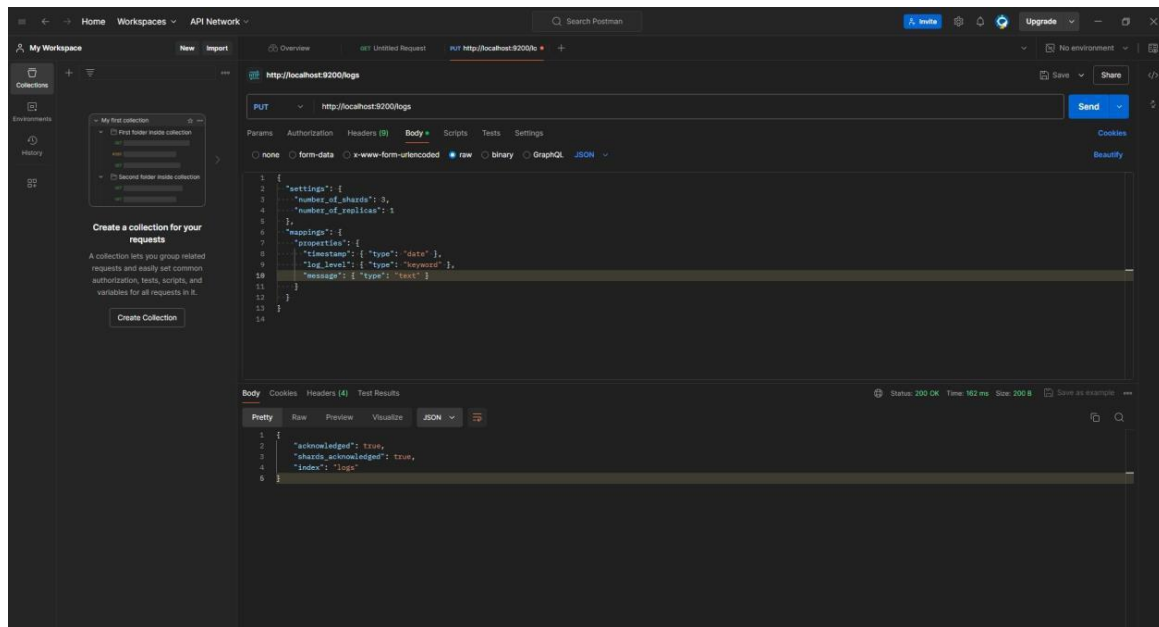 Home Workspaces API Network Search Postman Invite Upgrade
My Workspace New Import Overview GET Untitled Request PUT http://localhost:9200/lo No environment
Collections
Environments
History
http://localhost:9200/logs Save Share
PUT http://localhost:9200/logs Send
Params Authorization Headers (9) Body Scripts Tests Settings Cookies
none form-data x-www-form-urlencoded raw binary GraphQL JSON Beautify
1 {
2 "settings": {
3 "number_of_shards": 3,
4 "number_of_replicas": 1
5 },
6 "mappings": {
7 "properties": {
8 "timestamp": { "type": "date" },
9 "log_level": { "type": "keyword" },
10 "message": { "type": "text" }
11 }
12 }
13 }
14
My first collection
First folder inside collection
Second folder inside collection
Create a collection for your
requests
A collection lets you group related
requests and easily set common
authorization, tests, scripts, and
variables for all requests in it.
Create Collection
Body Cookies Headers (4) Test Results Status: 200 OK Time: 162 ms Size: 200 B Save as example
Pretty Raw Preview Visualize JSON
1 {
2 "acknowledged": true,
3 "shards_acknowledged": true,
4 "index": "logs"
5 }